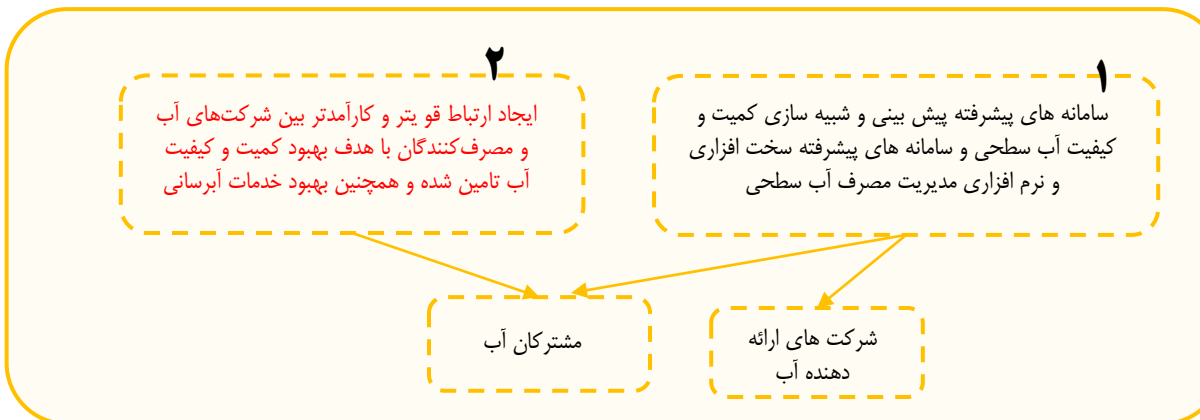 ۱
سامانه های پیشرفته پیش بینی و شبیه سازی کمیت و
کیفیت آب سطحی و سامانه های پیشرفته سخت افزاری
و نرم افزاری مدیریت مصرف آب سطحی
۲
ایجاد ارتباط قو یتر و کارآمدتر بین شرکت‌های آب
و مصرف‌کنندگان با هدف بهبود کمیت و کیفیت
آب تامین شده و همچنین بهبود خدمات آبرسانی
شرکت های ارائه
دهنده آب
مشترکان آب